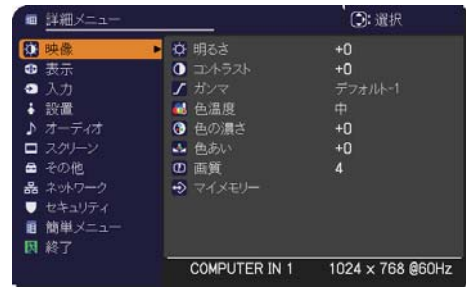 詳細メニュー
: 選択
映像
表示
入力
設置
オーディオ
スクリーン
その他
ネットワーク
セキュリティ
簡単メニュー
終了
明るさ +0
コントラスト +0
ガンマ デフォルト-1
色温度 中
色の濃さ +0
色あい +0
画質 4
マイメモリー
COMPUTER IN 1 1024 x 768 @60Hz